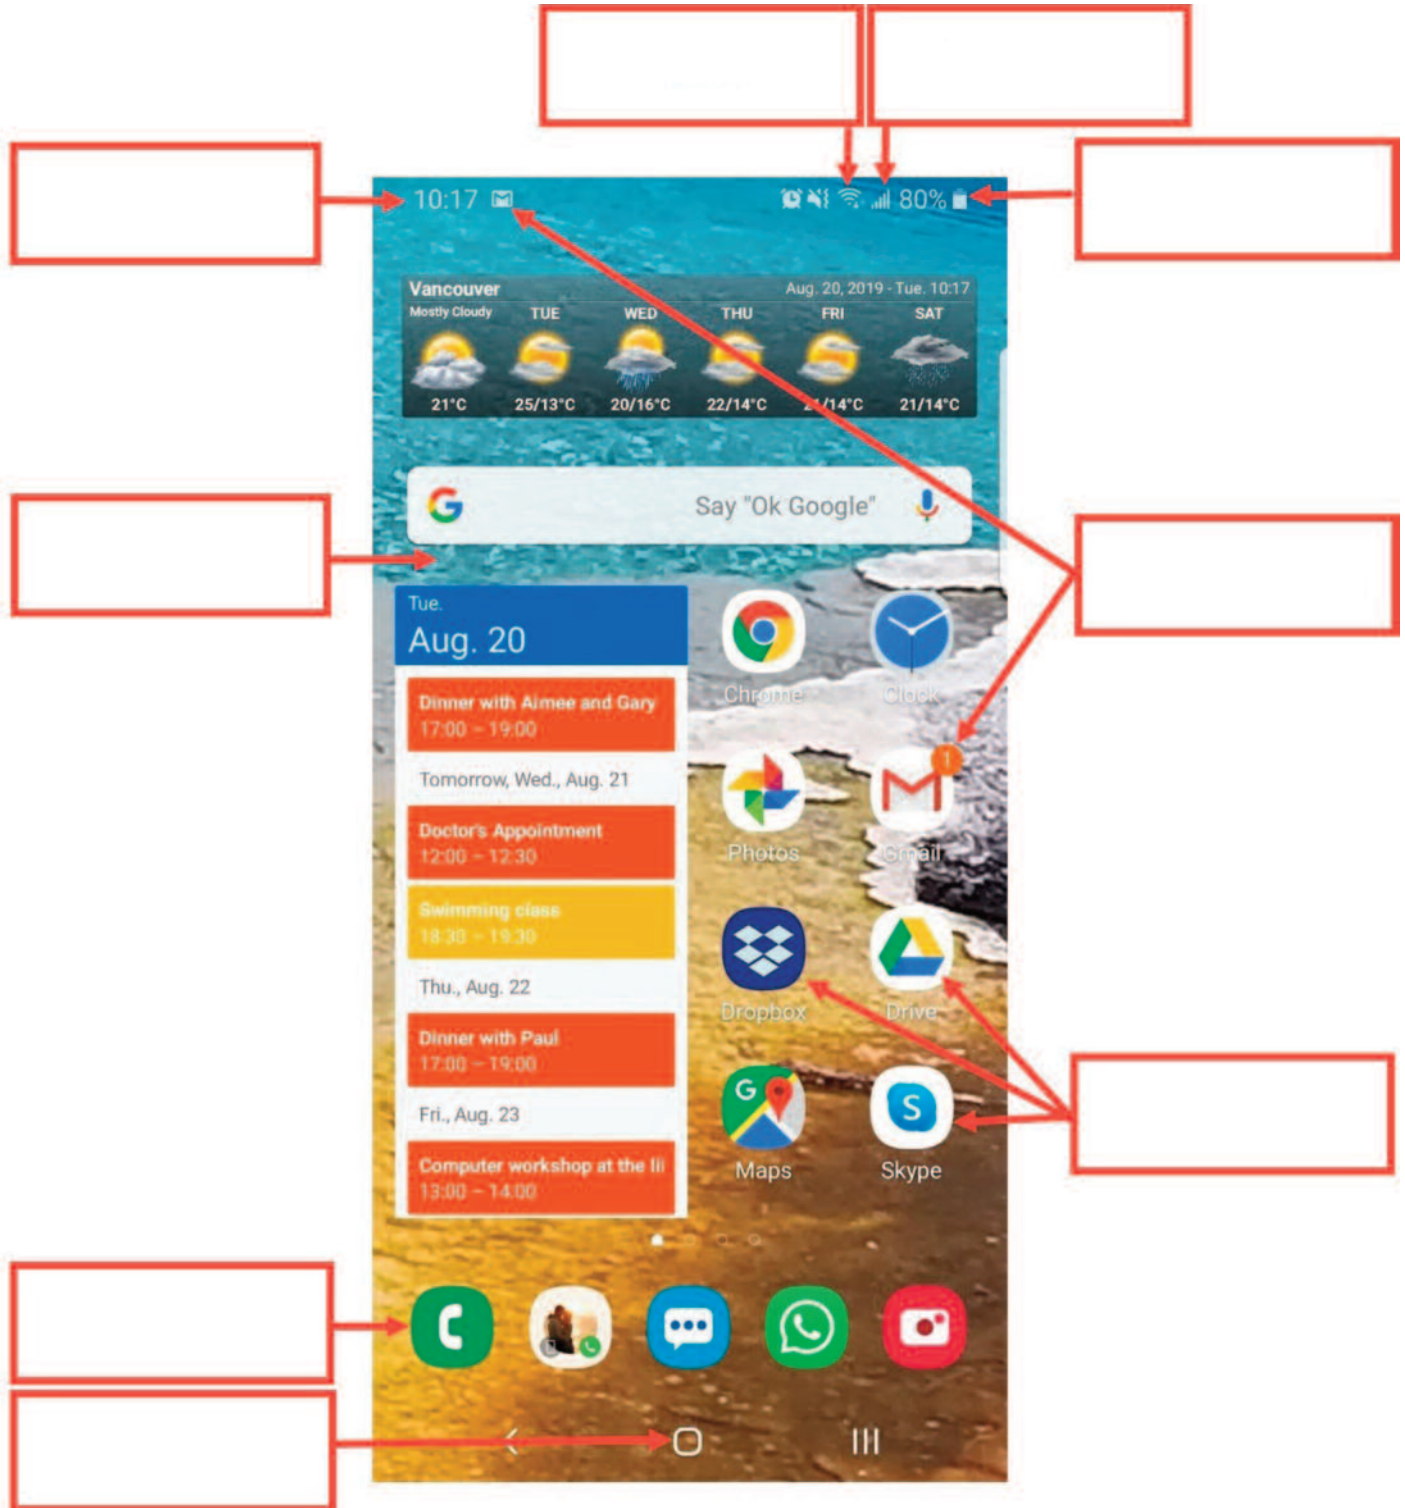 10:17
80%
Vancouver
Aug. 20, 2019 - Tue. 10:17
Mostly Cloudy TUE WED THU FRI SAT
21°C 25/13°C 20/16°C 22/14°C 21/14°C 21/14°C
G Say "Ok Google"
Tue.
Aug. 20
Dinner with Aimee and Gary
17:00 – 19:00
Tomorrow, Wed., Aug. 21
Doctor's Appointment
12:00 – 12:30
Swimming class
18:30 – 19:30
Thu., Aug. 22
Dinner with Paul
17:00 – 19:00
Fri., Aug. 23
Computer workshop at the li
13:00 – 14:00
Chrome Clock
1
Photos Gmail
Dropbox Drive
G S
Maps Skype